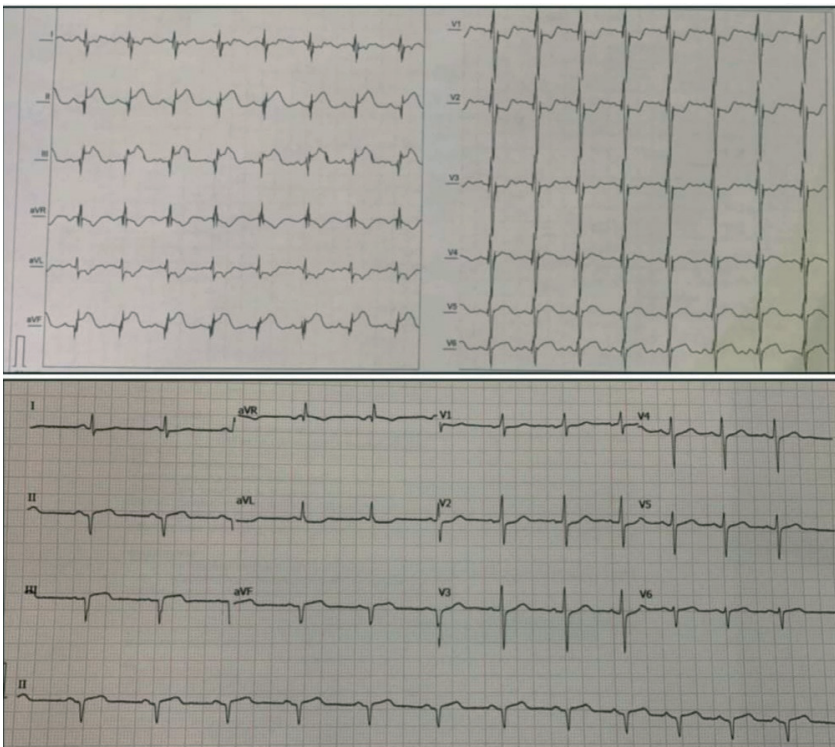 I
II
III
aVR
aVL
aVF
V1
V2
V3
V4
V5
V6
I aVR V1 V4
II aVL V2 V5
III aVF V3 V6
II